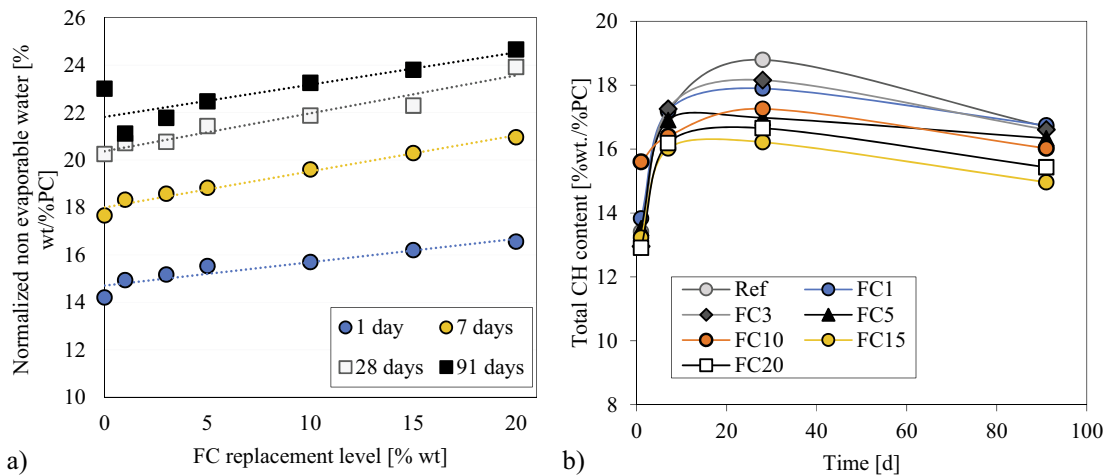 Normalized non evaporable water [%
wt/%PC
26
24
22
20
18
16
14
12
10
0
5
10
15
20
FC replacement level [% wt]
1 day
7 days
28 days
91 days
a)
Total CH content [%wt./%PC]
20
18
16
14
12
10
8
0
20
40
60
80
100
Time [d]
Ref
FC1
FC3
FC5
FC10
FC15
FC20
b)